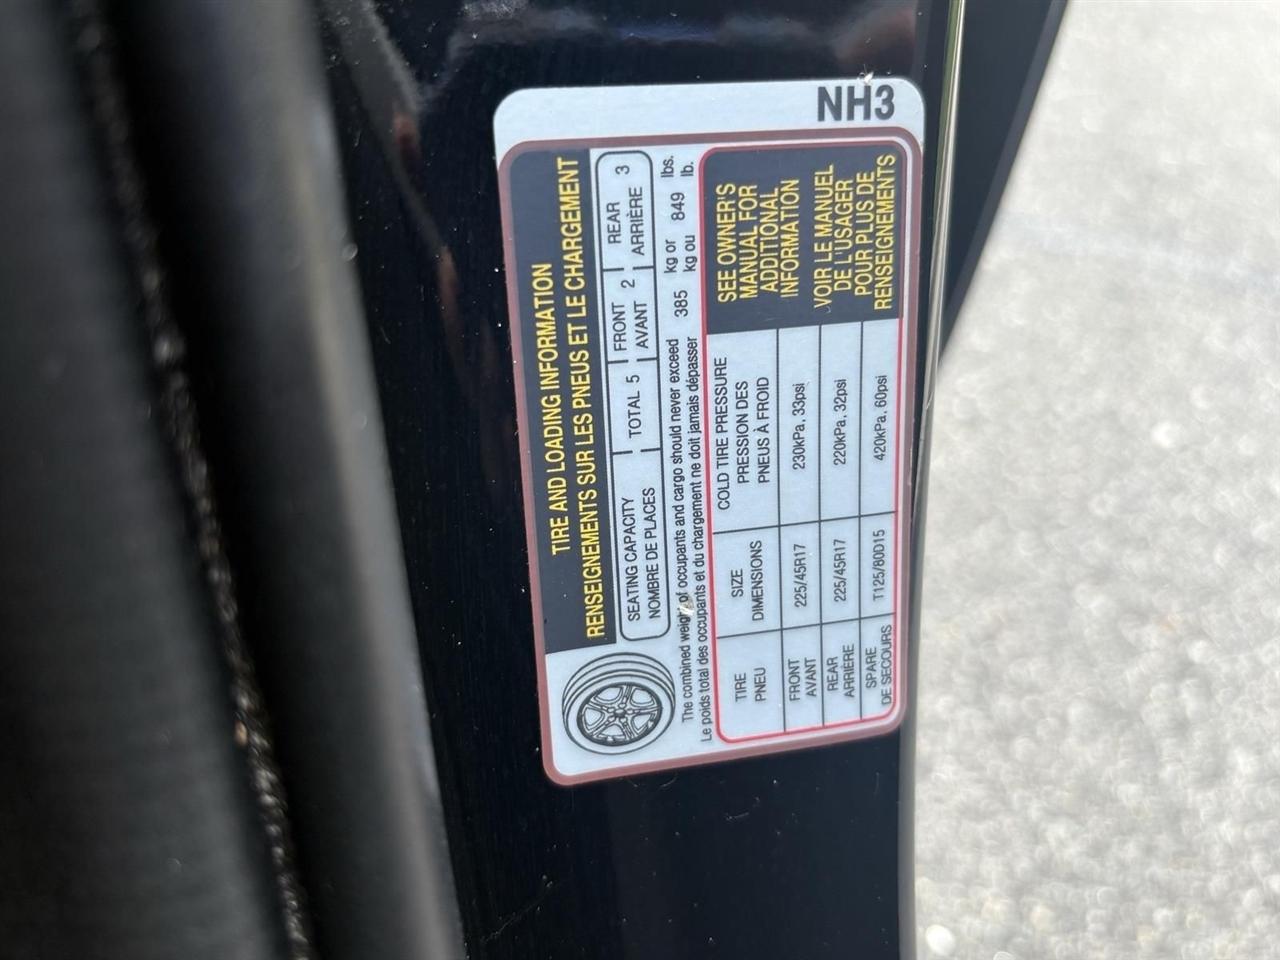 NH3
TIRE AND LOADING INFORMATION
RENSEIGNEMENTS SUR LES PNEUS ET LE CHARGEMENT
SEATING CAPACITY
NOMBRE DE PLACES
TOTAL 5
FRONT
AVANT 2
REAR
ARRIÈRE 3
The combined weight of occupants and cargo should never exceed 385 kg or 849 lbs.
Le poids total des occupants et du chargement ne doit jamais dépasser kg ou lb.
TIRE
PNEU
SIZE
DIMENSIONS
COLD TIRE PRESSURE
PRESSION DES
PNEUS À FROID
FRONT
AVANT
225/45R17
230kPa, 33psi
REAR
ARRIÈRE
225/45R17
220kPa, 32psi
SPARE
DE SECOURS
T125/80D15
420kPa, 60psi
SEE OWNER'S
MANUAL FOR
ADDITIONAL
INFORMATION
VOIR LE MANUEL
DE L'USAGER
POUR PLUS DE
RENSEIGNEMENTS